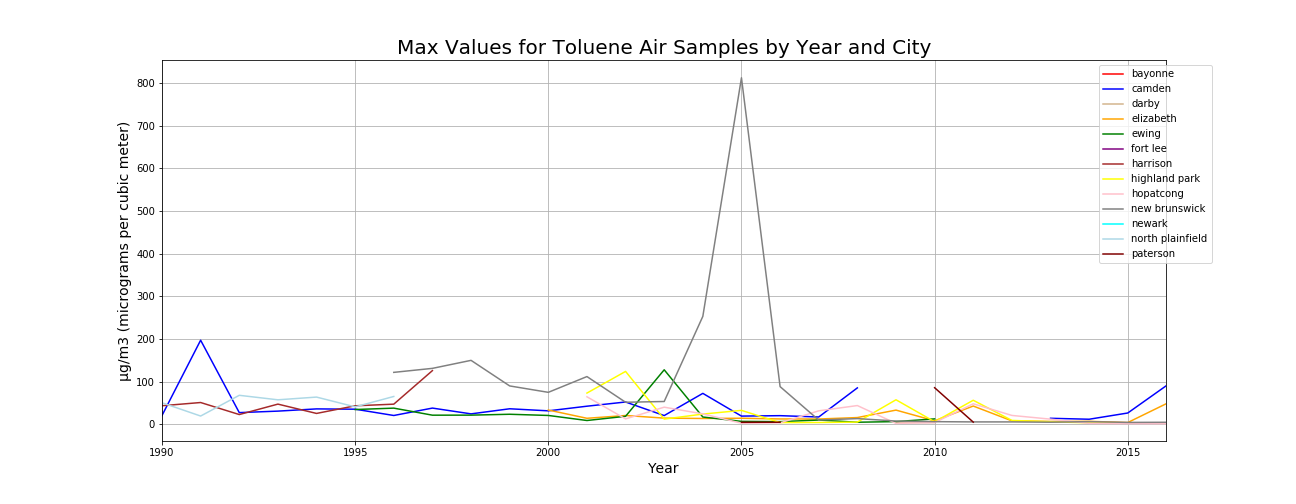 Max Values for Toluene Air Samples by Year and City
µg/m3 (micrograms per cubic meter)
800
700
600
500
400
300
200
100
0
1990
1995
2000
2005
2010
2015
Year
bayonne
camden
darby
elizabeth
ewing
fort lee
harrison
highland park
hopatcong
new brunswick
newark
north plainfield
paterson